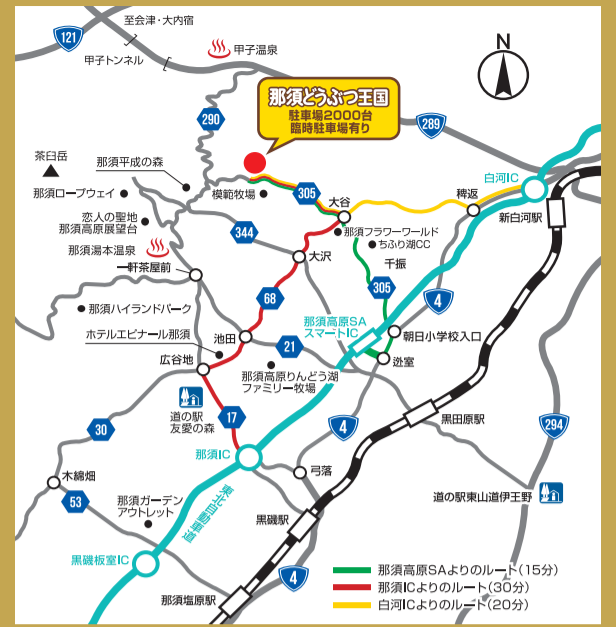 至会津・大内宿
121
甲子トンネル
甲子温泉
N
那須どうぶつ王国
駐車場2000台
臨時駐車場有り
290
289
茶臼岳
那須平成の森
那須ロープウェイ
模範牧場
305
大谷
稗返
白河IC
新白河駅
恋人の聖地
那須高原展望台
344
那須フラワーワールド
ちふり湖CC
那須湯本温泉
大沢
千振
一軒茶屋前
68
305
4
那須ハイランドパーク
那須高原SA
スマートIC
朝日小学校入口
池田
21
ホテルエピナール那須
逆室
広谷地
那須高原りんどう湖
ファミリー牧場
道の駅
友愛の森
17
黒田原駅
30
4
294
那須IC
弓落
木綿畑
53
那須ガーデン
アウトレット
東北自動車道
黒磯駅
道の駅東山道伊王野
黒磯板室IC
4
那須塩原駅
那須高原SAよりのルート(15分)
那須ICよりのルート(30分)
白河ICよりのルート(20分)